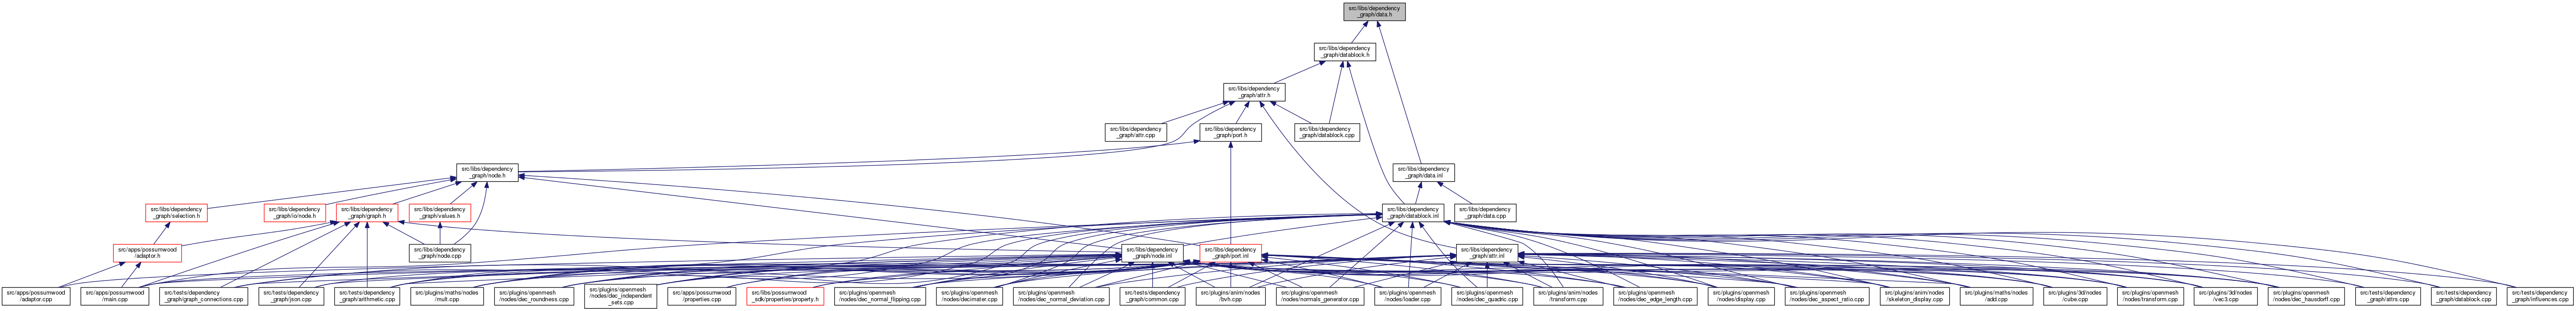 src/libs/dependency
_graph/data.h
src/libs/dependency
_graph/datablock.h
src/libs/dependency
_graph/attr.h
src/libs/dependency
_graph/attr.cpp
src/libs/dependency
_graph/port.h
src/libs/dependency
_graph/datablock.cpp
src/libs/dependency
_graph/node.h
src/libs/dependency
_graph/data.inl
src/libs/dependency
_graph/selection.h
src/libs/dependency
_graph/io/node.h
src/libs/dependency
_graph/graph.h
src/libs/dependency
_graph/values.h
src/libs/dependency
_graph/datablock.inl
src/libs/dependency
_graph/data.cpp
src/apps/possumwood
/adaptor.h
src/libs/dependency
_graph/node.cpp
src/libs/dependency
_graph/node.inl
src/libs/dependency
_graph/port.inl
src/libs/dependency
_graph/attr.inl
src/apps/possumwood
/adaptor.cpp
src/apps/possumwood
/main.cpp
src/tests/dependency
_graph/graph_connections.cpp
src/tests/dependency
_graph/json.cpp
src/tests/dependency
_graph/arithmetic.cpp
src/plugins/maths/nodes
/mult.cpp
src/plugins/openmesh
/nodes/dec_roundness.cpp
src/plugins/openmesh
/nodes/dec_independent
_sets.cpp
src/apps/possumwood
/properties.cpp
src/libs/possumwood
_sdk/properties/property.h
src/plugins/openmesh
/nodes/dec_normal_flipping.cpp
src/plugins/openmesh
/nodes/decimater.cpp
src/plugins/openmesh
/nodes/dec_normal_deviation.cpp
src/tests/dependency
_graph/common.cpp
src/plugins/anim/nodes
/bvh.cpp
src/plugins/openmesh
/nodes/normals_generator.cpp
src/plugins/openmesh
/nodes/loader.cpp
src/plugins/openmesh
/nodes/dec_quadric.cpp
src/plugins/anim/nodes
/transform.cpp
src/plugins/openmesh
/nodes/dec_edge_length.cpp
src/plugins/openmesh
/nodes/display.cpp
src/plugins/openmesh
/nodes/dec_aspect_ratio.cpp
src/plugins/anim/nodes
/skeleton_display.cpp
src/plugins/maths/nodes
/add.cpp
src/plugins/3d/nodes
/cube.cpp
src/plugins/openmesh
/nodes/transform.cpp
src/plugins/3d/nodes
/vec3.cpp
src/plugins/openmesh
/nodes/dec_hausdorff.cpp
src/tests/dependency
_graph/attrs.cpp
src/tests/dependency
_graph/datablock.cpp
src/tests/dependency
_graph/influences.cpp